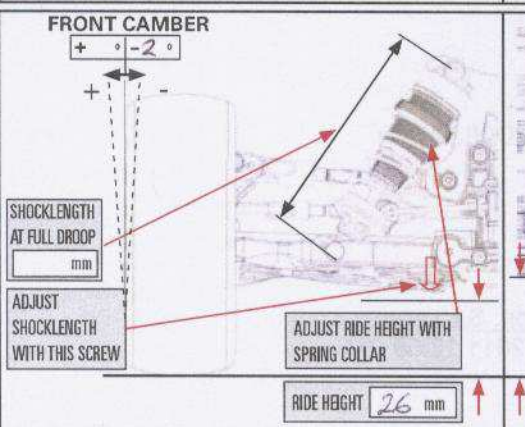 FRONT CAMBER
+ ° -2 °
+ -
SHOCKLENGTH
AT FULL DROOP
mm
ADJUST
SHOCKLENGTH
WITH THIS SCREW
ADJUST RIDE HEIGHT WITH
SPRING COLLAR
RIDE HEIGHT 26 mm